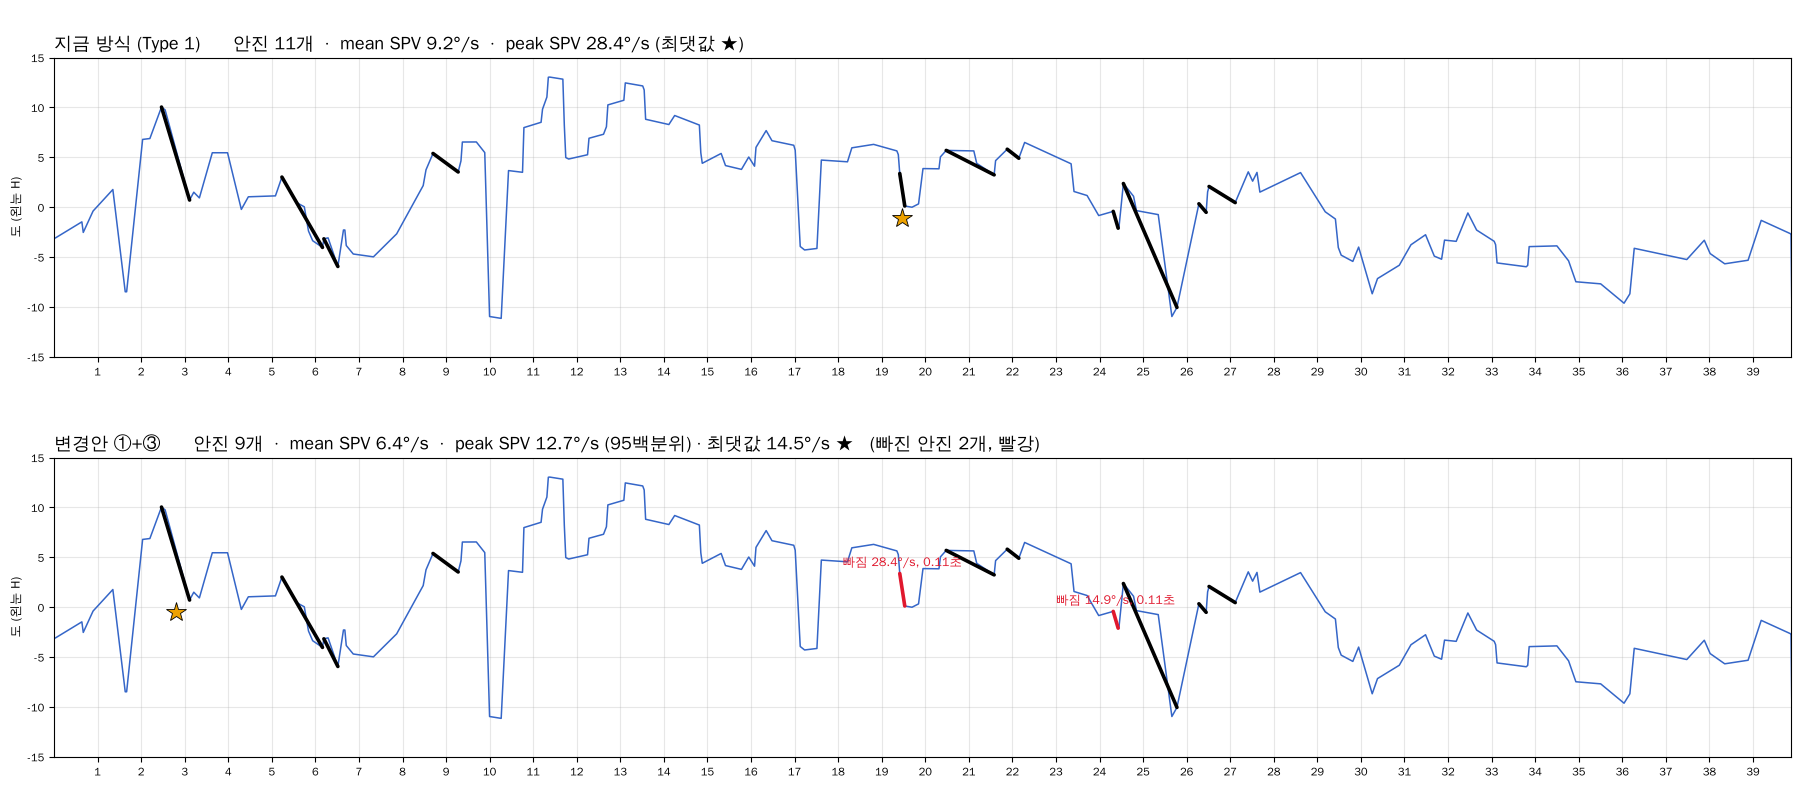 지금 방식 (Type 1) 안진 11개 · mean SPV 9.2°/s · peak SPV 28.4°/s (최댓값 ★)
15
10
5
0
-5
-10
-15
도 (왼눈 H)
1 2 3 4 5 6 7 8 9 10 11 12 13 14 15 16 17 18 19 20 21 22 23 24 25 26 27 28 29 30 31 32 33 34 35 36 37 38 39
변경안 ①+③ 안진 9개 · mean SPV 6.4°/s · peak SPV 12.7°/s (95백분위) · 최댓값 14.5°/s ★ (빠진 안진 2개, 빨강)
15
10
5
0
-5
-10
-15
도 (왼눈 H)
빠짐 28.4°/s, 0.11초
빠짐 14.9°/s, 0.11초
1 2 3 4 5 6 7 8 9 10 11 12 13 14 15 16 17 18 19 20 21 22 23 24 25 26 27 28 29 30 31 32 33 34 35 36 37 38 39